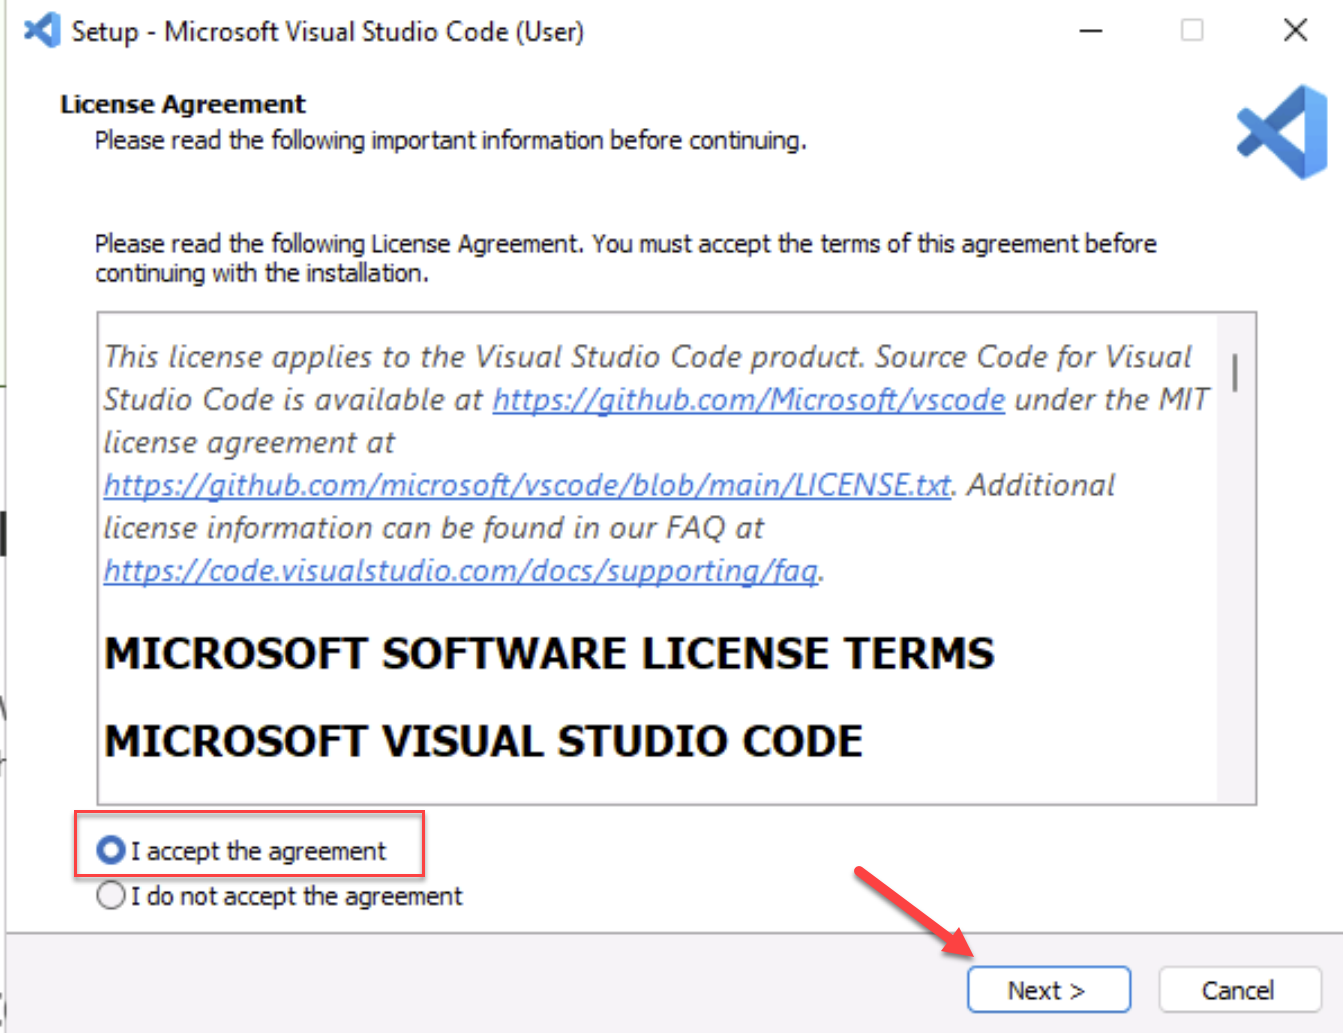 Setup - Microsoft Visual Studio Code (User)
License Agreement
Please read the following important information before continuing.
Please read the following License Agreement. You must accept the terms of this agreement before
continuing with the installation.
This license applies to the Visual Studio Code product. Source Code for Visual
Studio Code is available at https://github.com/Microsoft/vscode under the MIT
license agreement at
https://github.com/microsoft/vscode/blob/main/LICENSE.txt. Additional
license information can be found in our FAQ at
https://code.visualstudio.com/docs/supporting/faq.
MICROSOFT SOFTWARE LICENSE TERMS
MICROSOFT VISUAL STUDIO CODE
I accept the agreement
I do not accept the agreement
Next >
Cancel